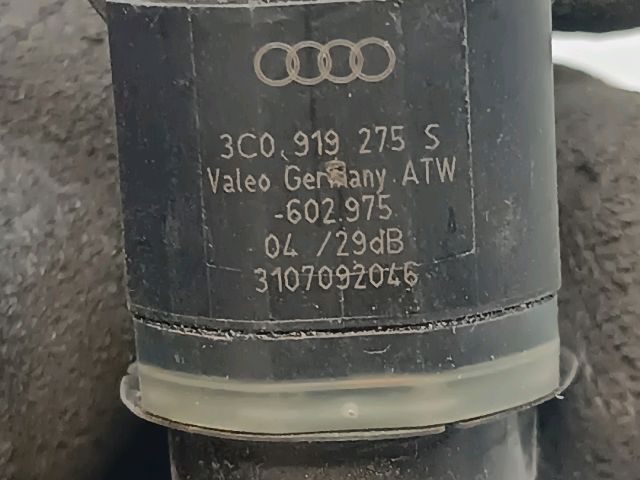 3C0 919 275 S
Valeo Germany ATW
-602.975
04 /29dB
3107092046